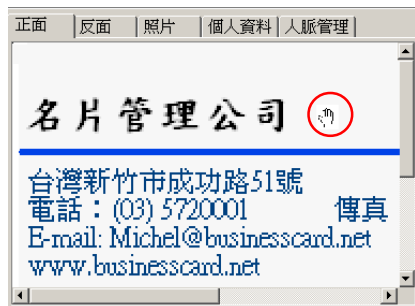 正面 反面 照片 個人資料 人脈管理
名片管理公司
台灣新竹市成功路51號
電話：(03) 5720001 傳真
E-mail: Michel@businesscard.net
www.businesscard.net